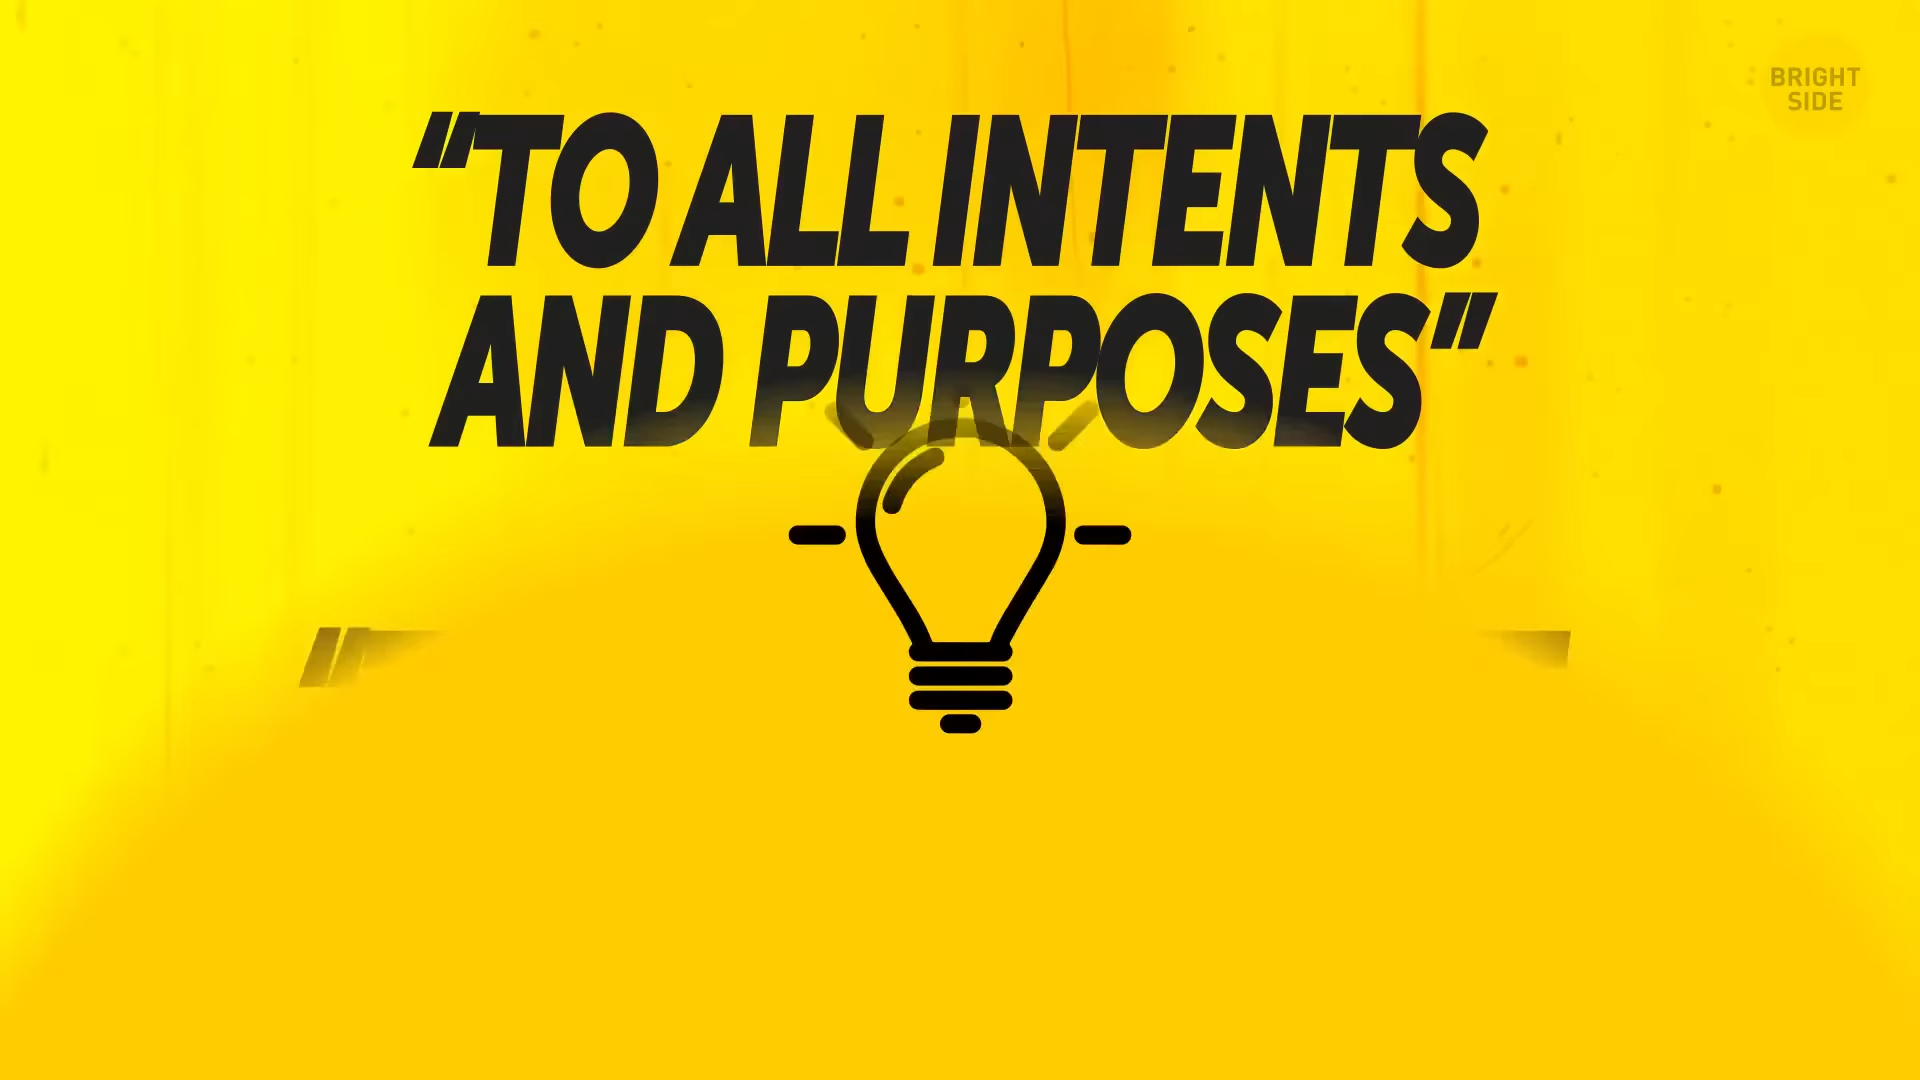 "TO ALL INTENTS
AND PURPOSES"
BRIGHT
SIDE